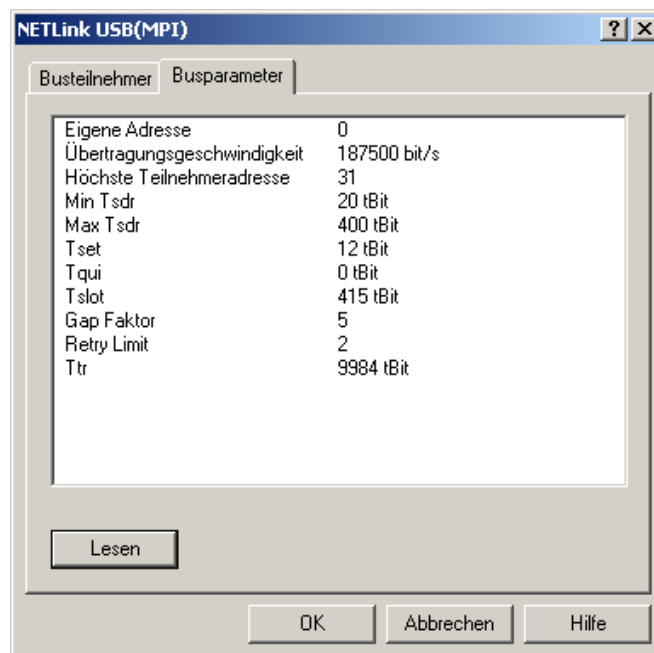 NETLink USB(MPI)
Busteilnehmer Busparameter
Eigene Adresse 0
Übertragungsgeschwindigkeit 187500 bit/s
Höchste Teilnehmeradresse 31
Min Tsdr 20 tBit
Max Tsdr 400 tBit
Tset 12 tBit
Tqui 0 tBit
Tslot 415 tBit
Gap Faktor 5
Retry Limit 2
Ttr 9984 tBit
Lesen
OK Abbrechen Hilfe